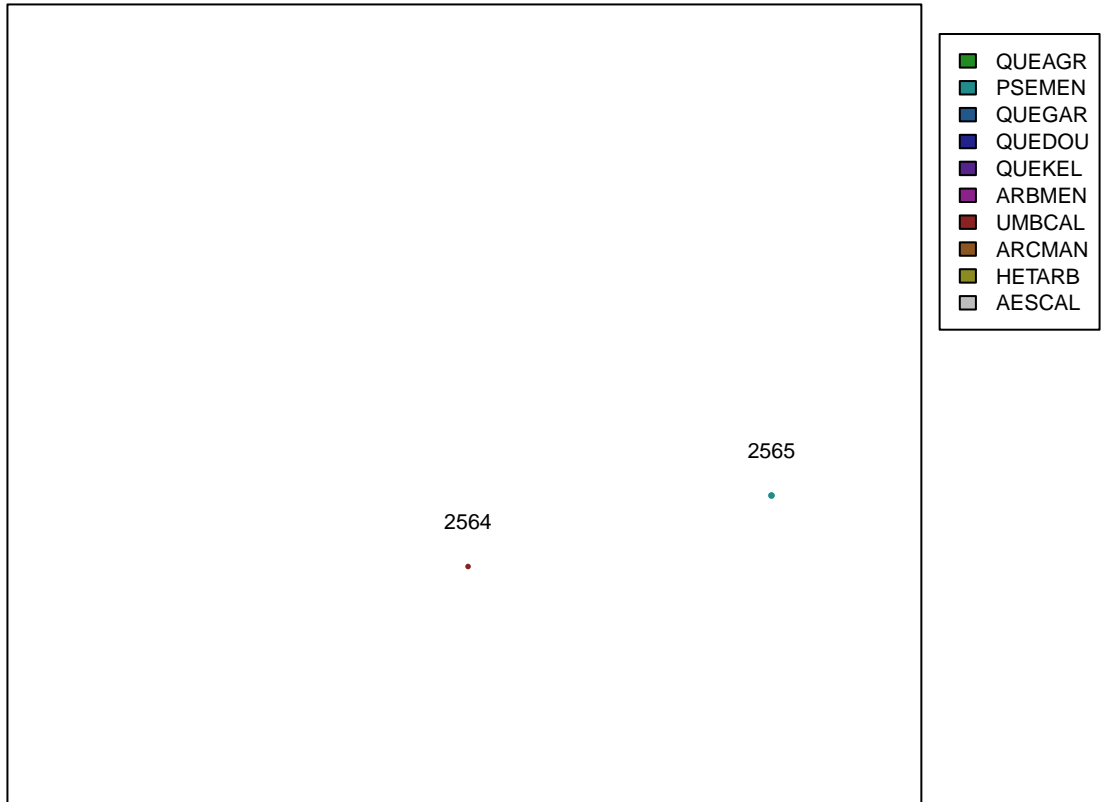 QUEAGR
PSEMEN
QUEGAR
QUEDOU
QUEKEL
ARBMEN
UMBCAL
ARCMAN
HETARB
AESCAL
2565
2564